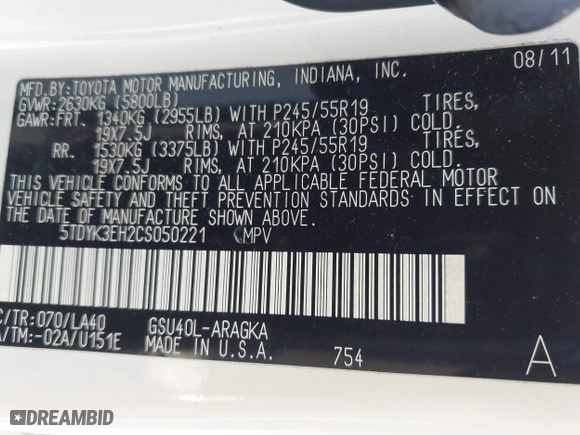 MFD.BY:TOYOTA MOTOR MANUFACTURING, INDIANA, INC. 08/11
GVWR:2630KG (5800LB)
GAWR:FRT. 1340KG (2955LB) WITH P245/55R19 TIRES,
19X7.5J RIMS, AT 210KPA (30PSI) COLD.
RR. 1530KG (3375LB) WITH P245/55R19 TIRES,
19X7.5J RIMS, AT 210KPA (30PSI) COLD.
THIS VEHICLE CONFORMS TO ALL APPLICABLE FEDERAL MOTOR
VEHICLE SAFETY AND THEFT PREVENTION STANDARDS IN EFFECT ON
THE DATE OF MANUFACTURE SHOWN ABOVE.
5TDYK3EH2CS050221 MPV
C/TR:070/LA40 GSU40L-ARAGKA
/TM:-02A/U151E MADE IN U.S.A. 754 A
DREAMBID